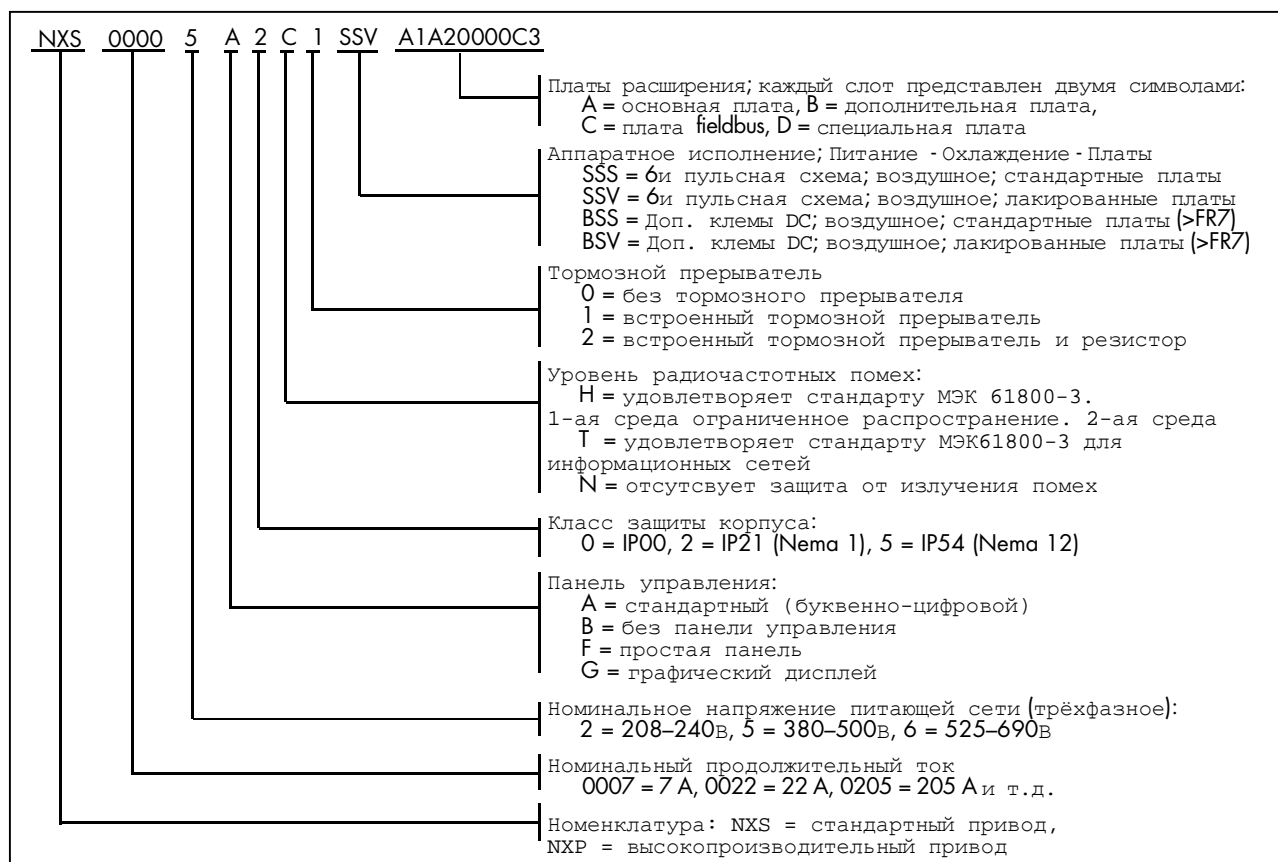 NXS 0000 5 A 2 C 1 SSV A1A20000C3
Платы расширения; каждый слот представлен двумя символами:
A = основная плата, B = дополнительная плата,
C = плата fieldbus, D = специальная плата
Аппаратное исполнение; Питание - Охлаждение - Платы
SSS = 6и пульсная схема; воздушное; стандартные платы
SSV = 6и пульсная схема; воздушное; лакированные платы
BSS = Доп. клемы DC; воздушное; стандартные платы (>FR7)
BSV = Доп. клемы DC; воздушное; лакированные платы (>FR7)
Тормозной прерыватель
0 = без тормозного прерывателя
1 = встроенный тормозной прерыватель
2 = встроенный тормозной прерыватель и резистор
Уровень радиочастотных помех:
H = удовлетворяет стандарту МЭК 61800-3.
1-ая среда ограниченное распространение. 2-ая среда
T = удовлетворяет стандарту МЭК61800-3 для
информационных сетей
N = отсутсвует защита от излучения помех
Класс защиты корпуса:
0 = IP00, 2 = IP21 (Nema 1), 5 = IP54 (Nema 12)
Панель управления:
A = стандартный (буквенно-цифровой)
B = без панели управления
F = простая панель
G = графический дисплей
Номинальное напряжение питающей сети (трёхфазное):
2 = 208–240В, 5 = 380–500В, 6 = 525–690В
Номинальный продолжительный ток
0007 = 7 A, 0022 = 22 A, 0205 = 205 A и т.д.
Номенклатура: NXS = стандартный привод,
NXP = высокопроизводительный привод